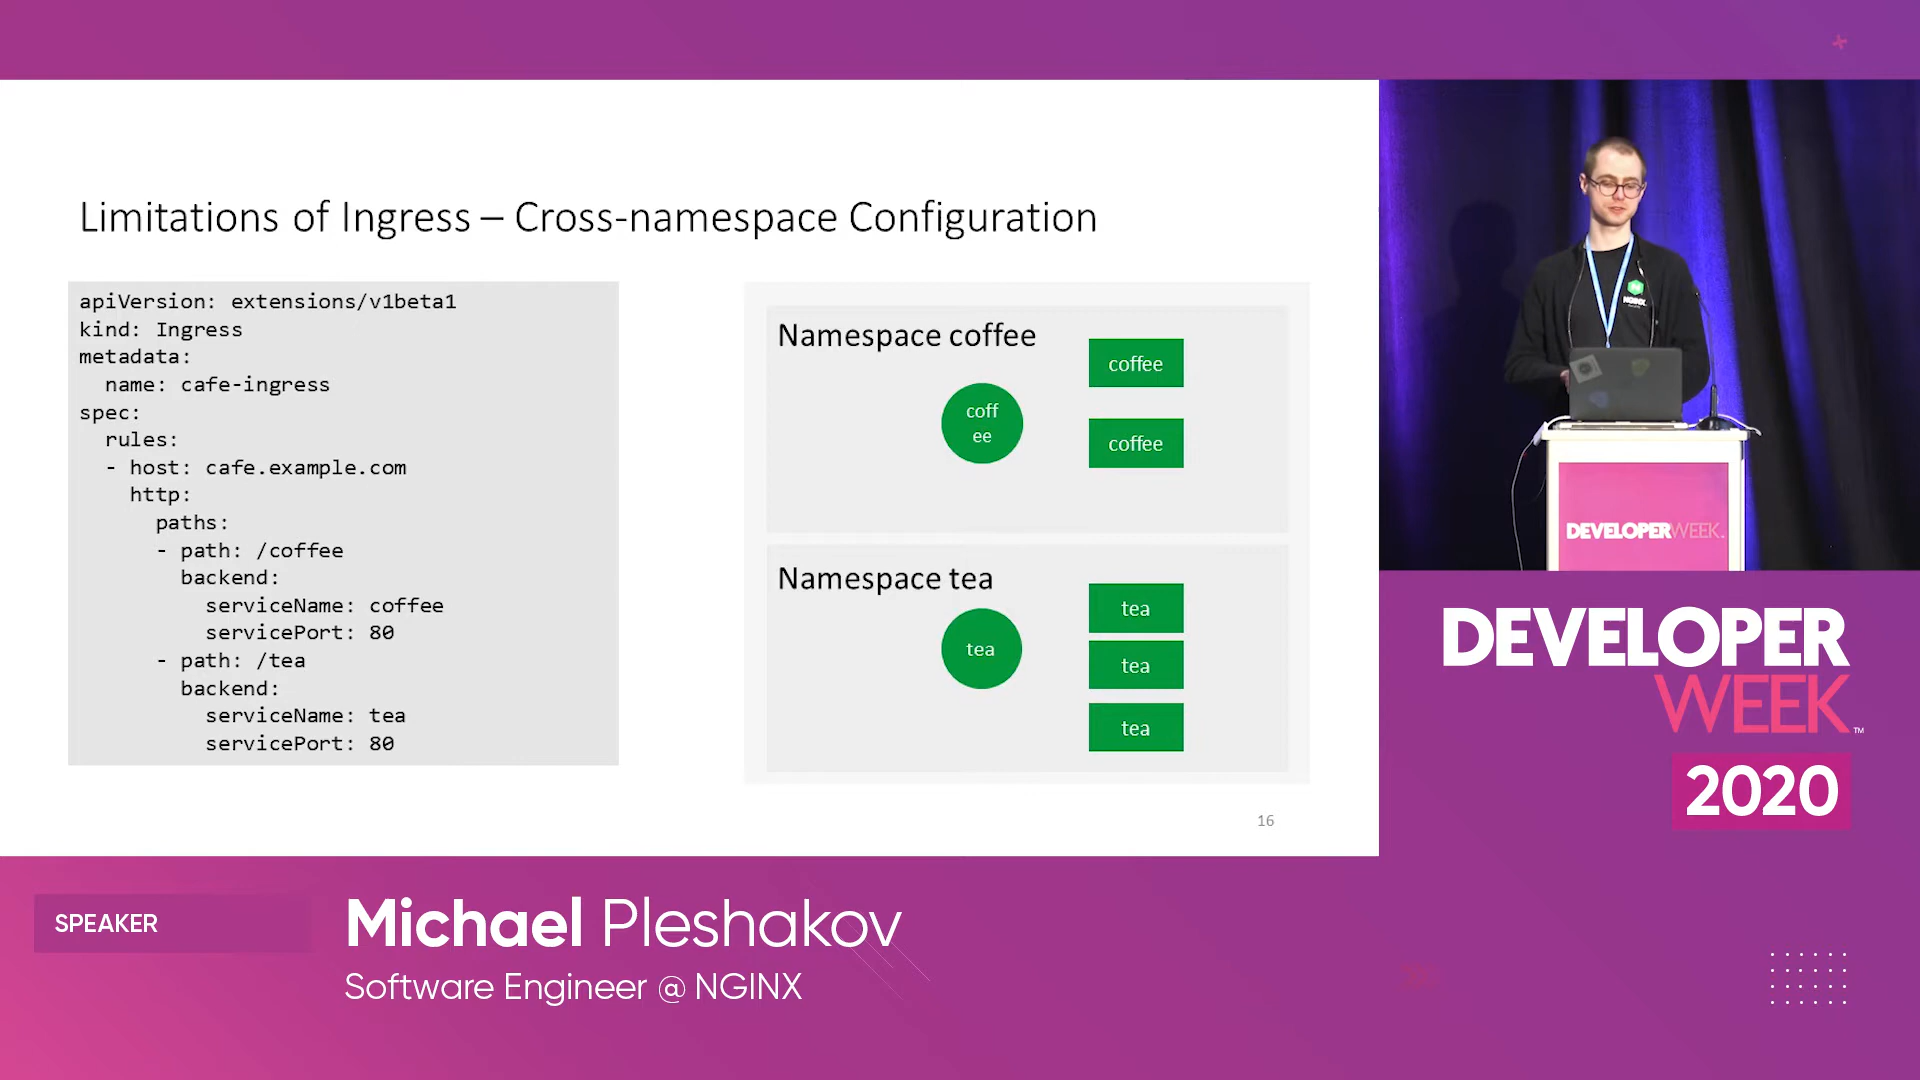 Limitations of Ingress – Cross-namespace Configuration
apiVersion: extensions/v1beta1
kind: Ingress
metadata:
  name: cafe-ingress
spec:
  rules:
  - host: cafe.example.com
    http:
      paths:
      - path: /coffee
        backend:
          serviceName: coffee
          servicePort: 80
      - path: /tea
        backend:
          serviceName: tea
          servicePort: 80
Namespace coffee
coff
ee
coffee
coffee
Namespace tea
tea
tea
tea
tea
16
NGINX
DEVELOPERWEEK
DEVELOPER
WEEK™
2020
SPEAKER
Michael Pleshakov
Software Engineer @ NGINX